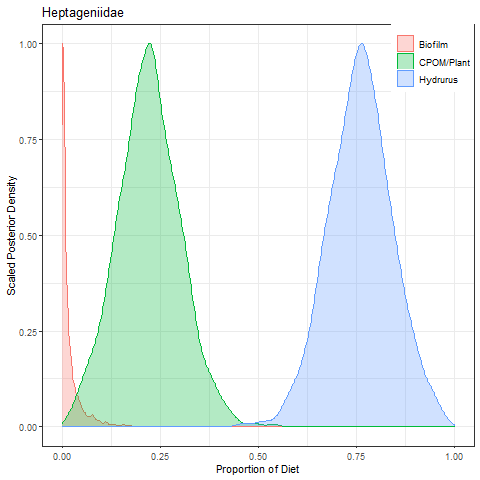 Heptageniidae
Biofilm
CPOM/Plant
Hydrurus
1.00
0.75
0.50
0.25
0.00
Scaled Posterior Density
0.00 0.25 0.50 0.75 1.00
Proportion of Diet